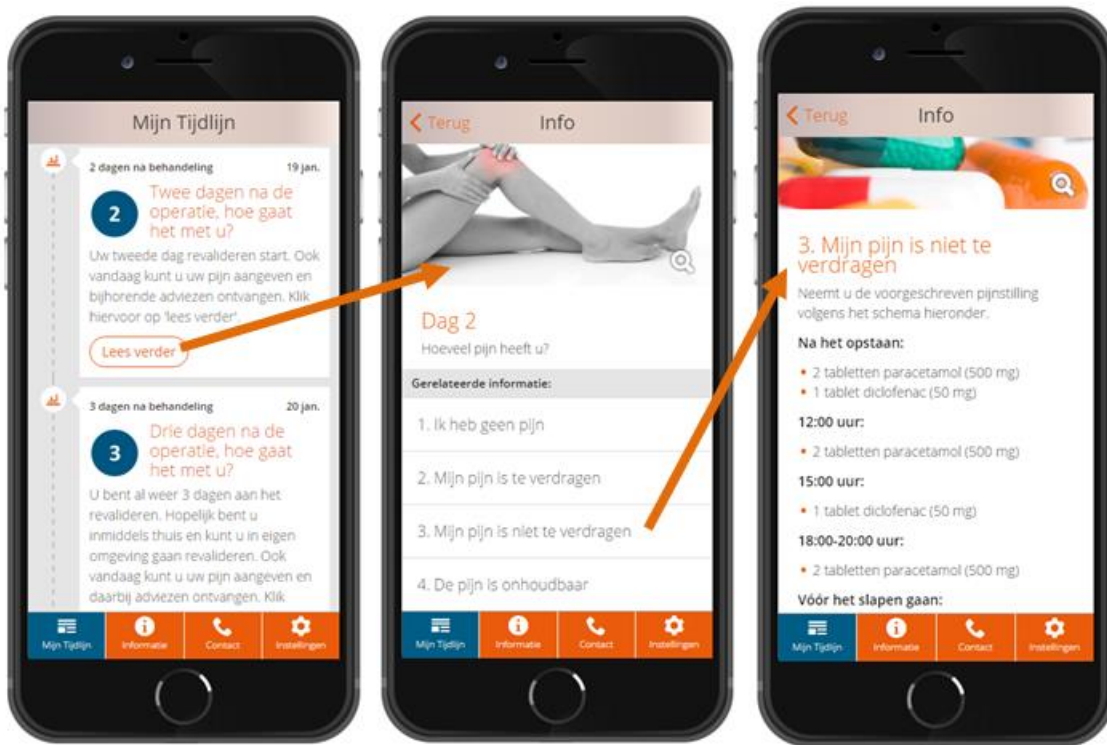 Mijn Tijdlijn
2 dagen na behandeling 19 jan.
2
Twee dagen na de
operatie, hoe gaat
het met u?
Uw tweede dag revalideren start. Ook
vandaag kunt u uw pijn aangeven en
bijhorende adviezen ontvangen. Klik
hiervoor op 'lees verder'.
Lees verder
3 dagen na behandeling 20 jan.
3
Drie dagen na de
operatie, hoe gaat
het met u?
U bent al weer 3 dagen aan het
revalideren. Hopelijk bent u
inmiddels thuis en kunt u in eigen
omgeving gaan revalideren. Ook
vandaag kunt u uw pijn aangeven en
daarbij adviezen ontvangen. Klik
Mijn Tijdlijn Informatie Contact Instellingen
Terug Info
Dag 2
Hoeveel pijn heeft u?
Gerelateerde informatie:
1. Ik heb geen pijn
2. Mijn pijn is te verdragen
3. Mijn pijn is niet te verdragen
4. De pijn is onhoudbaar
Mijn Tijdlijn Informatie Contact Instellingen
Terug Info
3. Mijn pijn is niet te
verdragen
Neemt u de voorgeschreven pijnstilling
volgens het schema hieronder.
Na het opstaan:
• 2 tabletten paracetamol (500 mg)
• 1 tablet diclofenac (50 mg)
12:00 uur:
• 2 tabletten paracetamol (500 mg)
15:00 uur:
• 1 tablet diclofenac (50 mg)
18:00-20:00 uur:
• 2 tabletten paracetamol (500 mg)
Vóór het slapen gaan:
Mijn Tijdlijn Informatie Contact Instellingen